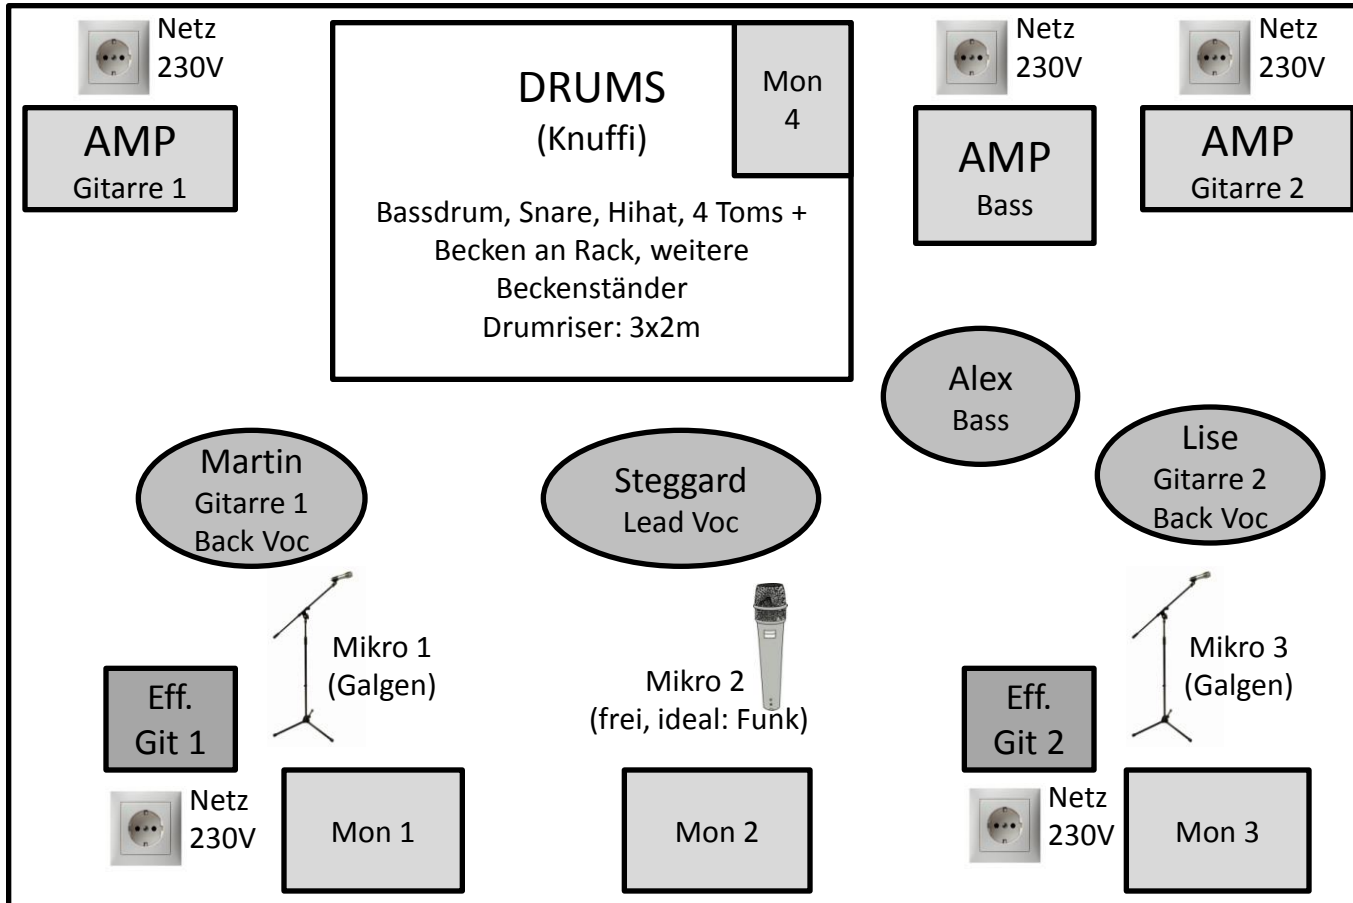 Netz
230V
AMP
Gitarre 1
DRUMS
(Knuffi)
Mon
4
Bassdrum, Snare, Hihat, 4 Toms +
Becken an Rack, weitere
Beckenständer
Drumriser: 3x2m
Netz
230V
AMP
Bass
Netz
230V
AMP
Gitarre 2
Martin
Gitarre 1
Back Voc
Steggard
Lead Voc
Alex
Bass
Lise
Gitarre 2
Back Voc
Eff.
Git 1
Mikro 1
(Galgen)
Mikro 2
(frei, ideal: Funk)
Eff.
Git 2
Mikro 3
(Galgen)
Netz
230V
Mon 1
Mon 2
Netz
230V
Mon 3